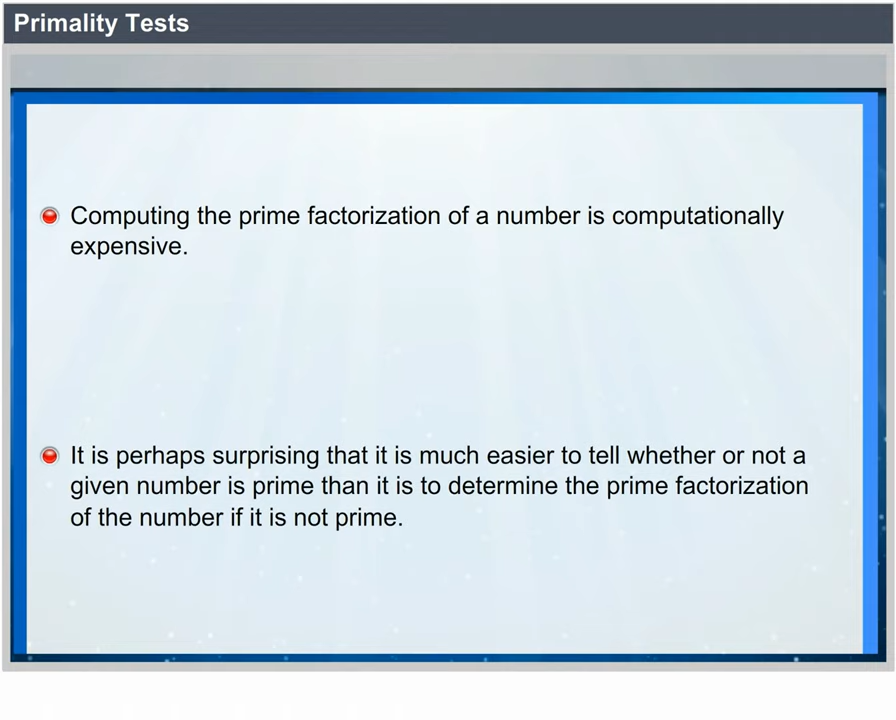 Primality Tests
Computing the prime factorization of a number is computationally
expensive.
It is perhaps surprising that it is much easier to tell whether or not a
given number is prime than it is to determine the prime factorization
of the number if it is not prime.